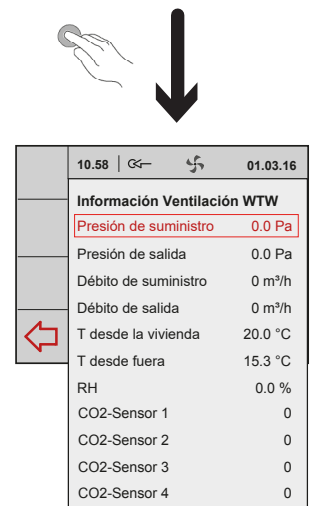 10.58 01.03.16
Información Ventilación WTW
Presión de suministro 0.0 Pa
Presión de salida 0.0 Pa
Débito de suministro 0 m³/h
Débito de salida 0 m³/h
T desde la vivienda 20.0 °C
T desde fuera 15.3 °C
RH 0.0 %
CO2-Sensor 1 0
CO2-Sensor 2 0
CO2-Sensor 3 0
CO2-Sensor 4 0